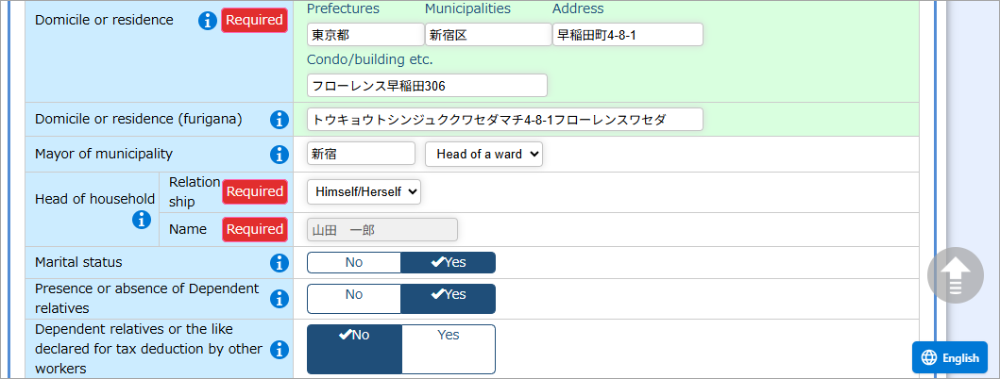 Prefectures Municipalities Address
Domicile or residence Required
東京都 新宿区 早稲田町4-8-1
Condo/building etc.
フローレンス早稲田306
Domicile or residence (furigana) トウキョウトシンジュククワセダマチ4-8-1フローレンスワセダ
Mayor of municipality 新宿 Head of a ward
Relation
ship Required Himself/Herself
Head of household
Name Required 山田　一郎
Marital status No Yes
Presence or absence of Dependent
relatives No Yes
Dependent relatives or the like
declared for tax deduction by other
workers No Yes
English